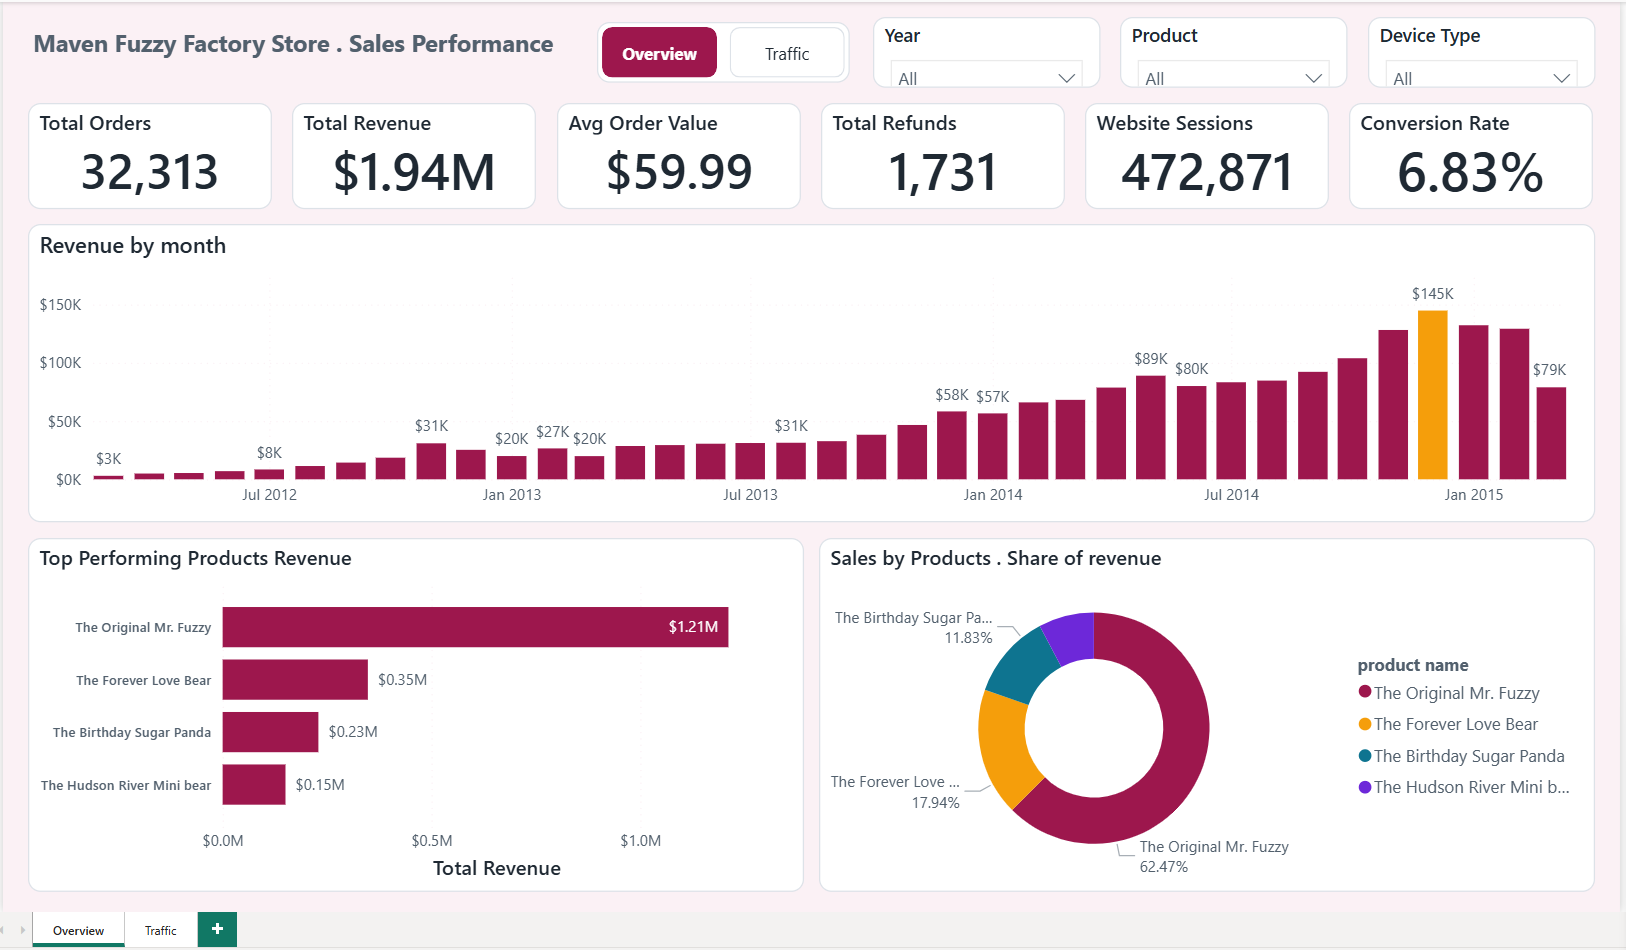 Maven Fuzzy Factory Store . Sales Performance
Overview
Traffic
Year
All
Product
All
Device Type
All
Total Orders
32,313
Total Revenue
$1.94M
Avg Order Value
$59.99
Total Refunds
1,731
Website Sessions
472,871
Conversion Rate
6.83%
Revenue by month
$150K
$100K
$50K
$0K
$3K
$8K
$31K
$20K
$27K
$20K
$31K
$58K
$57K
$89K
$80K
$145K
$79K
Jul 2012
Jan 2013
Jul 2013
Jan 2014
Jul 2014
Jan 2015
Top Performing Products Revenue
The Original Mr. Fuzzy
$1.21M
The Forever Love Bear
$0.35M
The Birthday Sugar Panda
$0.23M
The Hudson River Mini bear
$0.15M
$0.0M
$0.5M
$1.0M
Total Revenue
Sales by Products . Share of revenue
The Birthday Sugar Pa...
11.83%
The Forever Love ...
17.94%
The Original Mr. Fuzzy
62.47%
product name
The Original Mr. Fuzzy
The Forever Love Bear
The Birthday Sugar Panda
The Hudson River Mini b...
Overview
Traffic
+